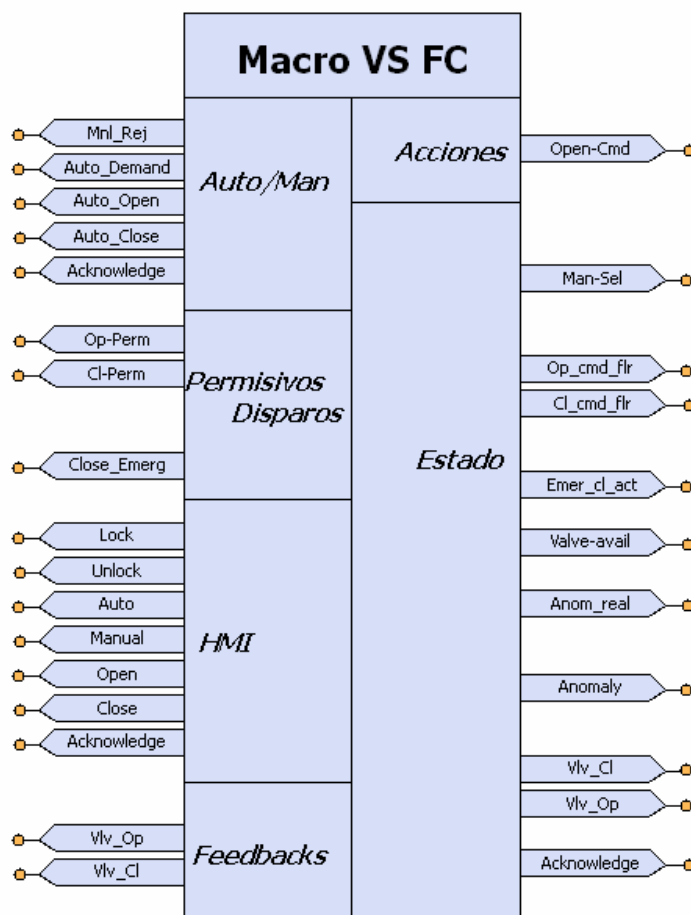 Macro VS FC
Mnl_Rej
Auto_Demand
Auto_Open
Auto_Close
Acknowledge
Auto/Man
Op-Perm
Cl-Perm
Close_Emerg
Permisivos
Disparos
Lock
Unlock
Auto
Manual
Open
Close
Acknowledge
HMI
Vlv_Op
Vlv_Cl
Feedbacks
Acciones
Open-Cmd
Estado
Man-Sel
Op_cmd_flr
Cl_cmd_flr
Emer_cl_act
Valve-avail
Anom_real
Anomaly
Vlv_Cl
Vlv_Op
Acknowledge